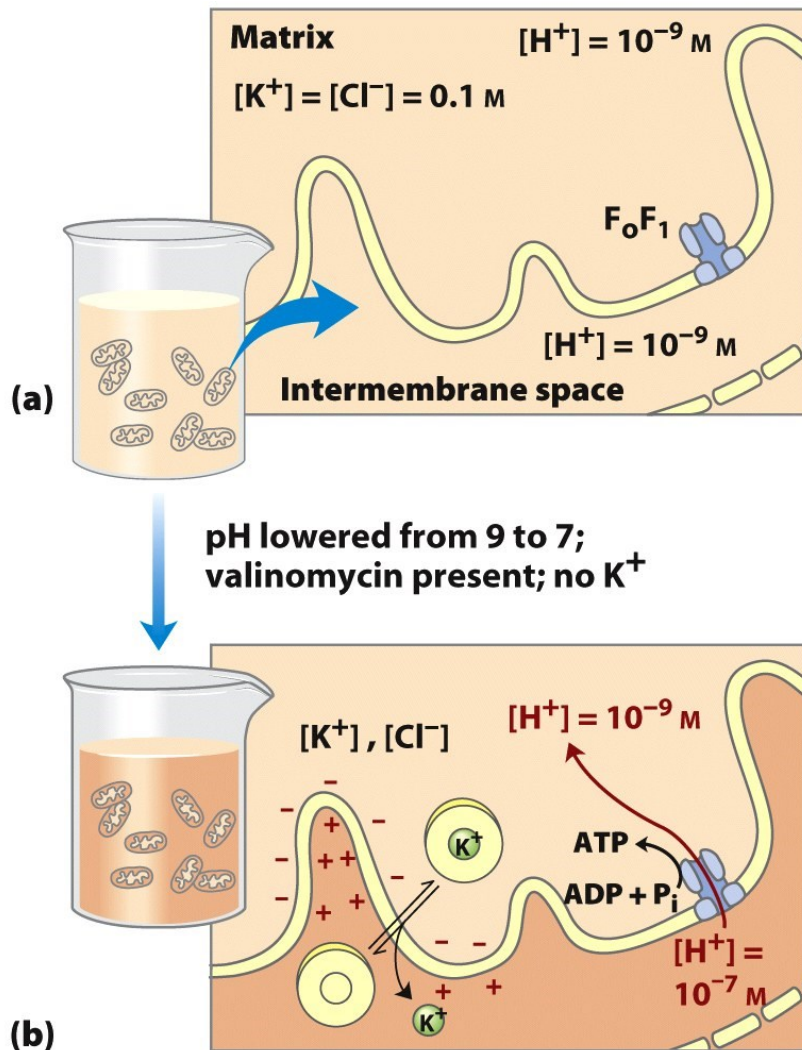 Matrix
[H⁺] = 10⁻⁹ M
[K⁺] = [Cl⁻] = 0.1 M
FₒF₁
[H⁺] = 10⁻⁹ M
Intermembrane space
(a)
pH lowered from 9 to 7;
valinomycin present; no K⁺
[H⁺] = 10⁻⁹ M
[K⁺] , [Cl⁻]
K⁺
ATP
ADP + Pᵢ
[H⁺] =
10⁻⁷ M
K⁺
(b)